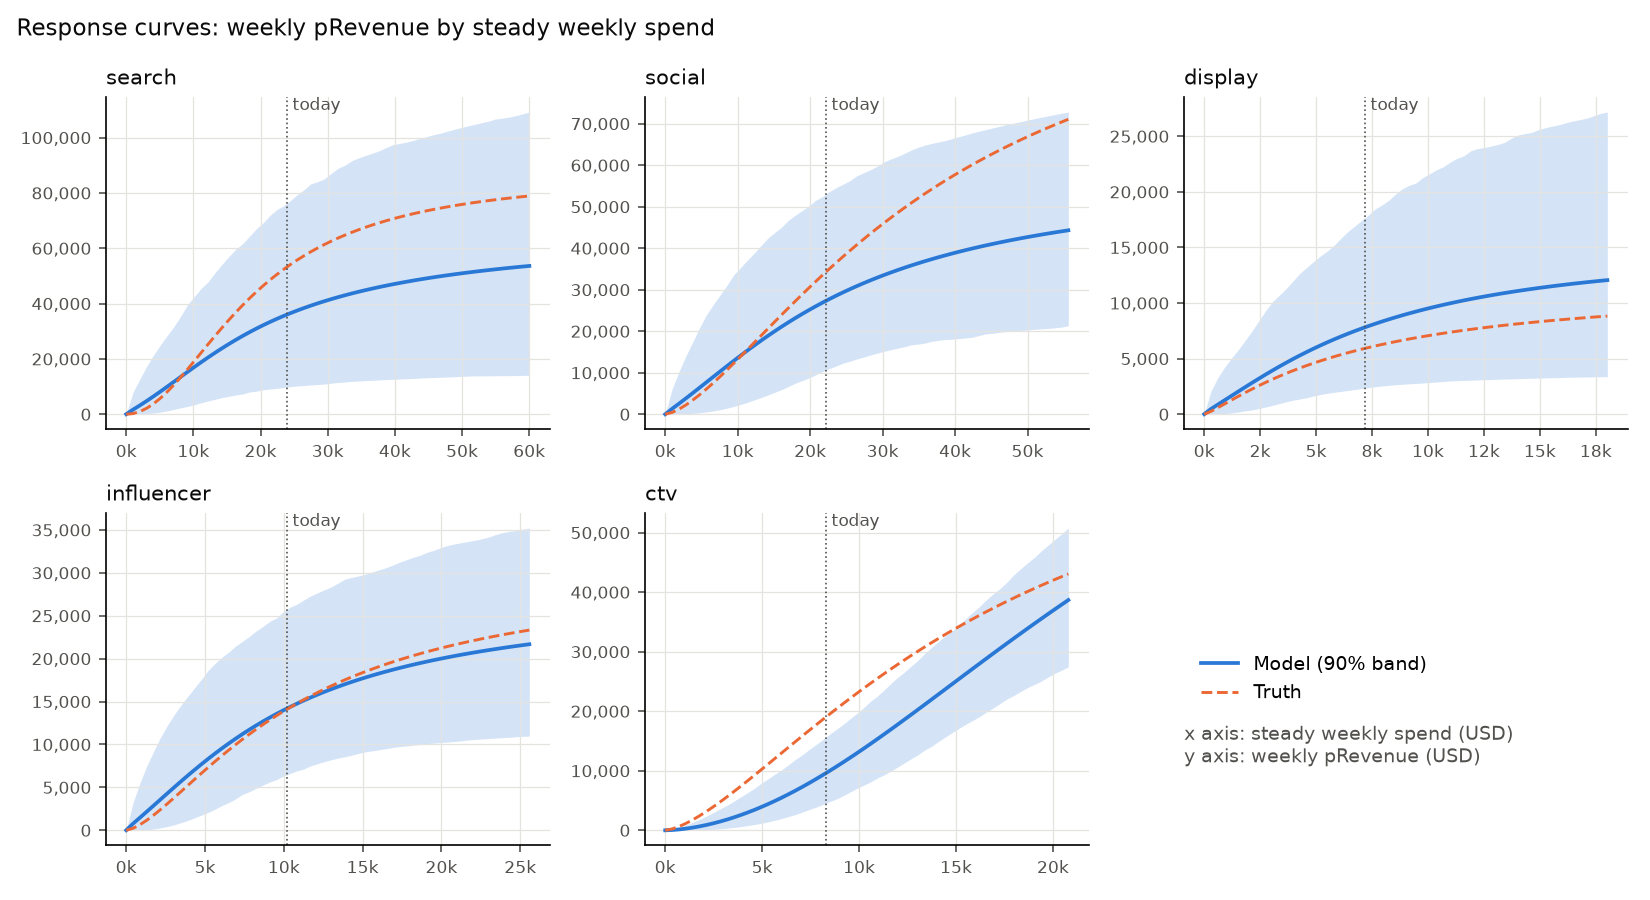 Response curves: weekly pRevenue by steady weekly spend
search
today
100,000
80,000
60,000
40,000
20,000
0
0k 10k 20k 30k 40k 50k 60k
social
today
70,000
60,000
50,000
40,000
30,000
20,000
10,000
0
0k 10k 20k 30k 40k 50k
display
today
25,000
20,000
15,000
10,000
5,000
0
0k 2k 5k 8k 10k 12k 15k 18k
influencer
today
35,000
30,000
25,000
20,000
15,000
10,000
5,000
0
0k 5k 10k 15k 20k 25k
ctv
today
50,000
40,000
30,000
20,000
10,000
0
0k 5k 10k 15k 20k
Model (90% band)
Truth
x axis: steady weekly spend (USD)
y axis: weekly pRevenue (USD)